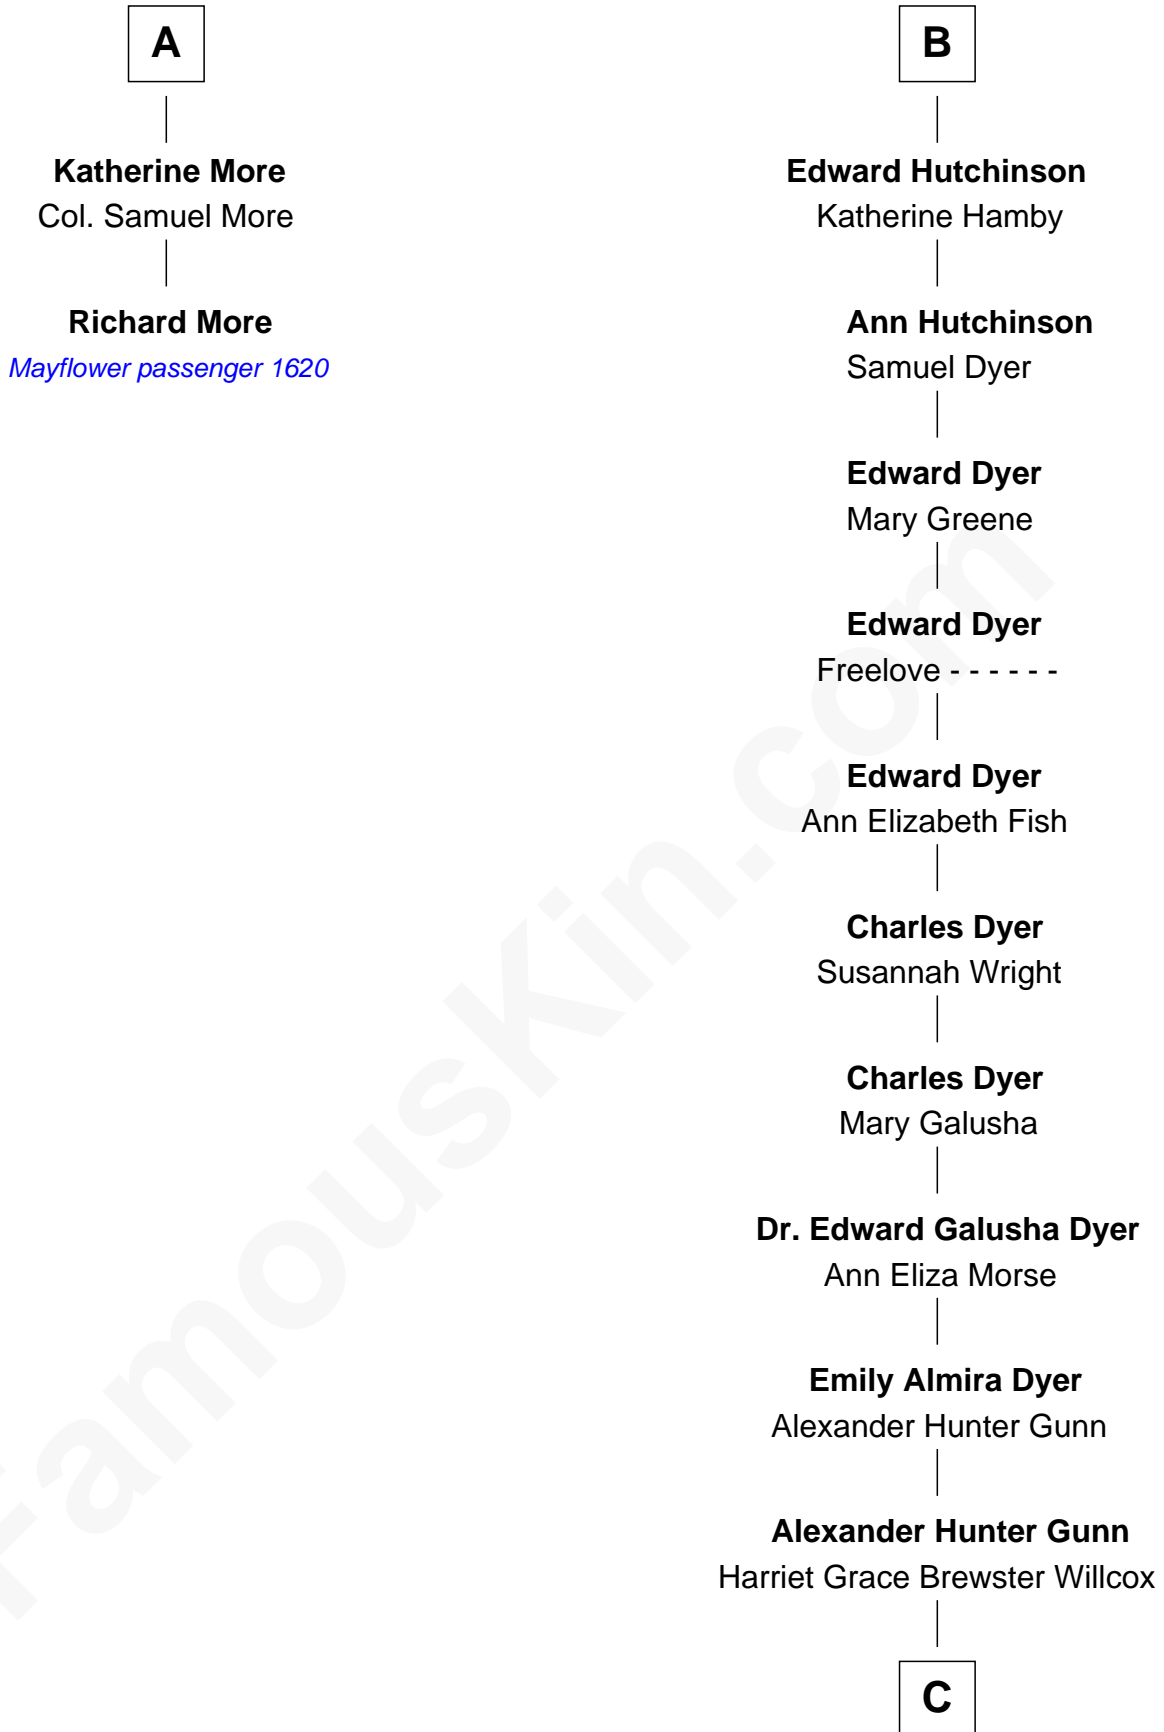 A
Katherine More
Col. Samuel More
Richard More
Mayflower passenger 1620
B
Edward Hutchinson
Katherine Hamby
Ann Hutchinson
Samuel Dyer
Edward Dyer
Mary Greene
Edward Dyer
Freelove - - - - - -
Edward Dyer
Ann Elizabeth Fish
Charles Dyer
Susannah Wright
Charles Dyer
Mary Galusha
Dr. Edward Galusha Dyer
Ann Eliza Morse
Emily Almira Dyer
Alexander Hunter Gunn
Alexander Hunter Gunn
Harriet Grace Brewster Willcox
C
FamousKin.com